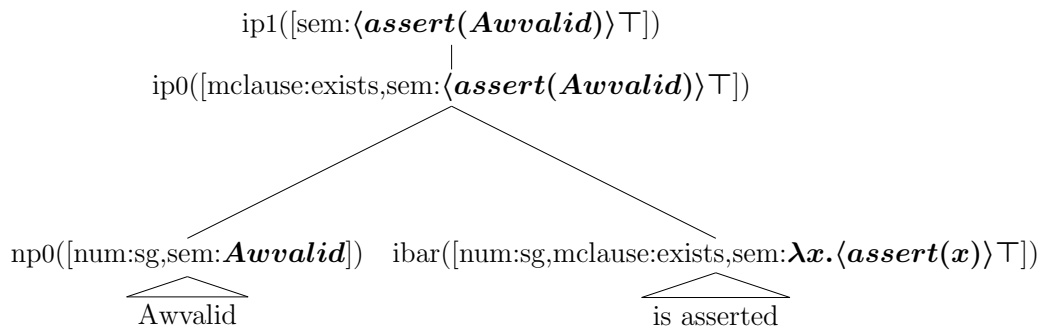 ip1([sem:⟨assert(Awvalid)⟩⊤])
ip0([mclause:exists,sem:⟨assert(Awvalid)⟩⊤])
np0([num:sg,sem:Awvalid]) ibar([num:sg,mclause:exists,sem:λx.⟨assert(x)⟩⊤])
Awvalid is asserted